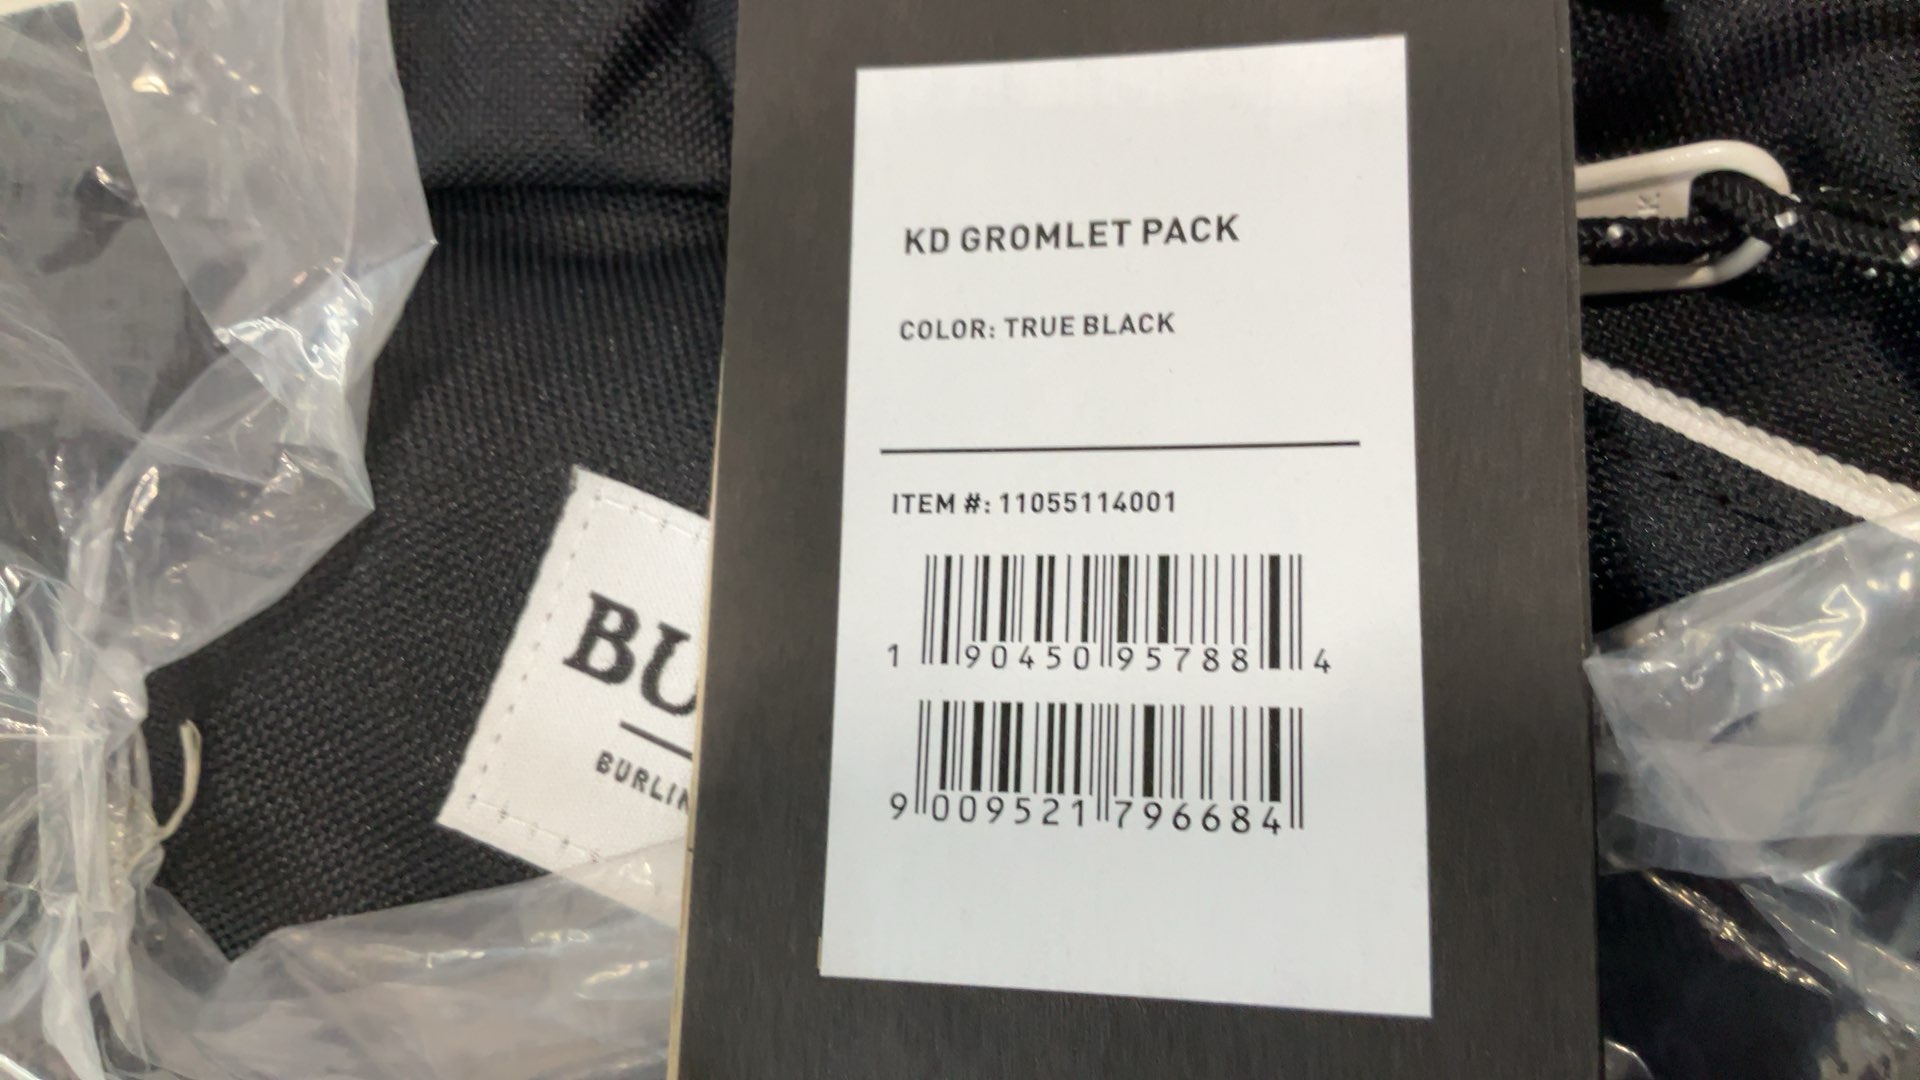 KD GROMLET PACK
COLOR: TRUE BLACK
ITEM #: 11055114001
1 90450 95788 4
9 009521 796684
BU
BURLIN